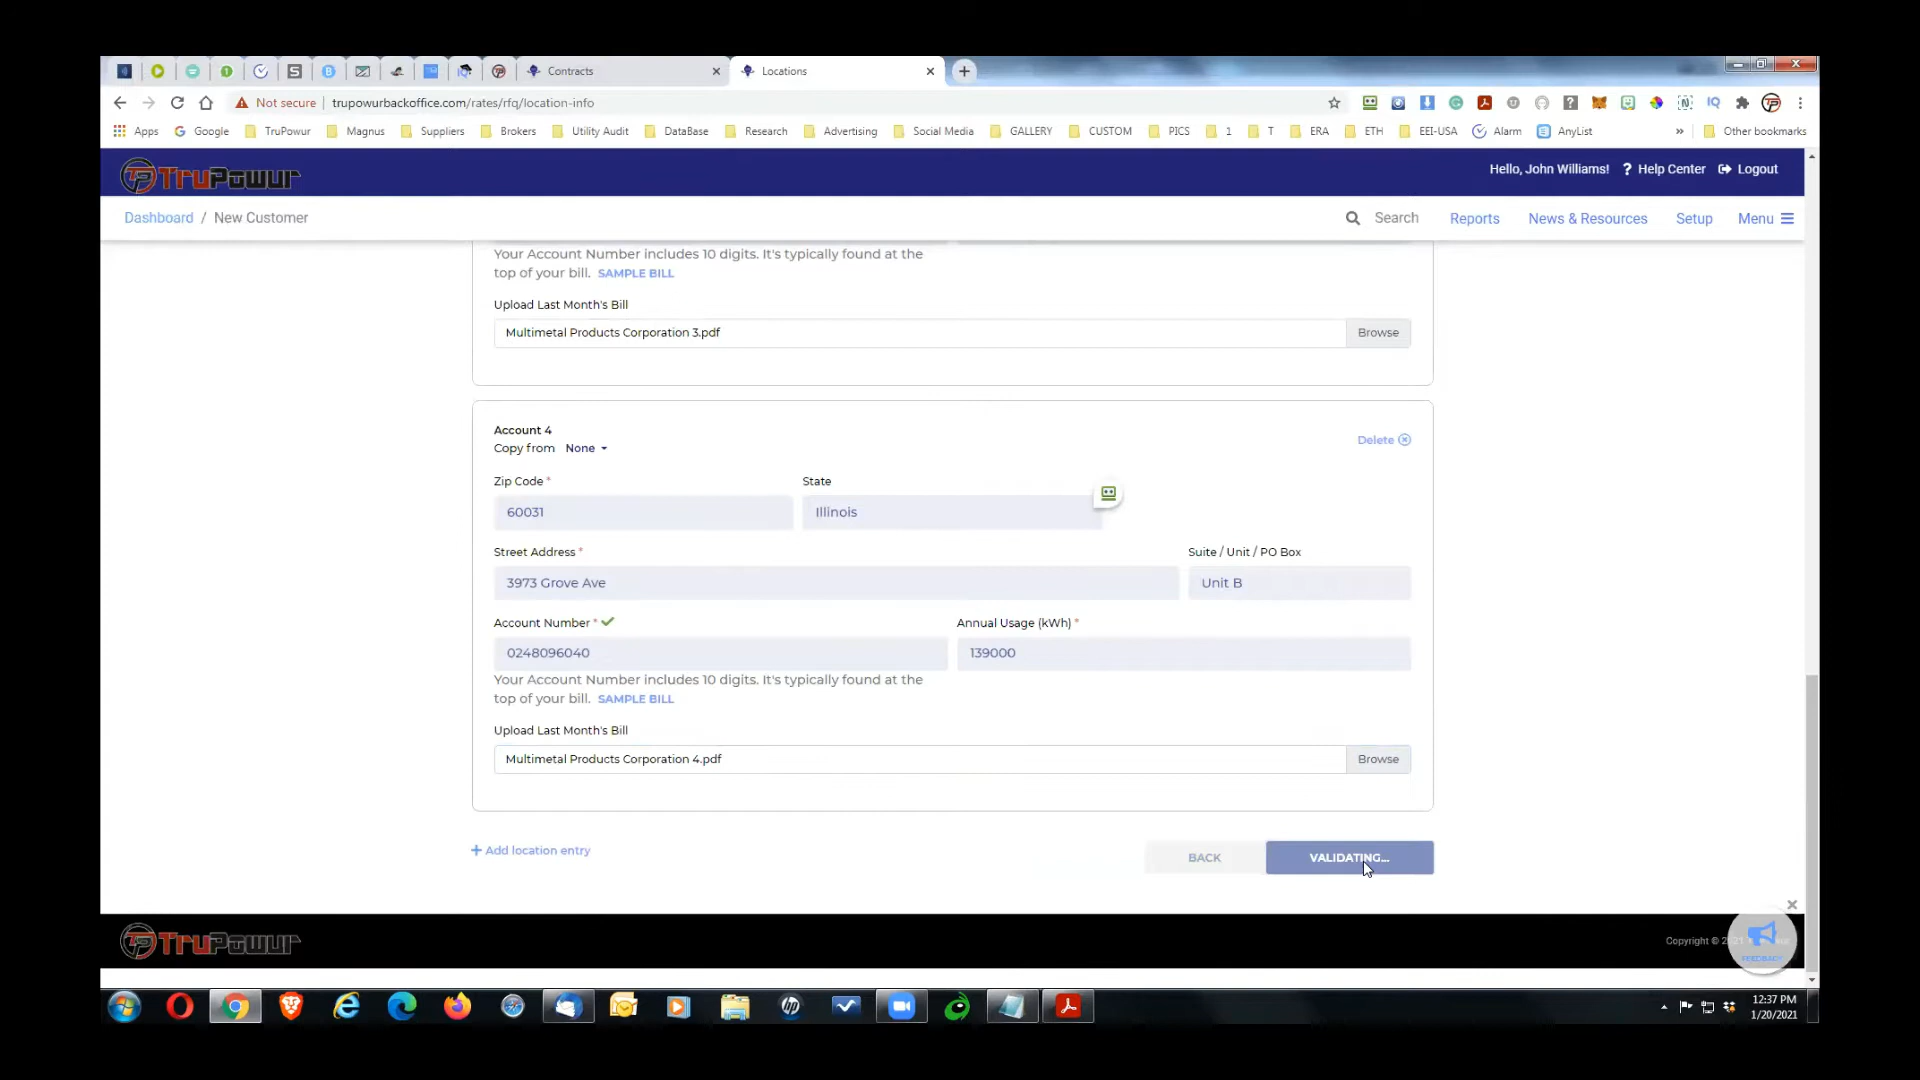 Contracts
Locations
Not secure | trupowurbackoffice.com/rates/rfq/location-info
Apps Google TruPowur Magnus Suppliers Brokers Utility Audit DataBase Research Advertising Social Media GALLERY CUSTOM PICS 1 T ERA ETH EEI-USA Alarm AnyList » Other bookmarks
TruPowur
Hello, John Williams! ? Help Center Logout
Dashboard / New Customer
Search Reports News & Resources Setup Menu
Your Account Number includes 10 digits. It's typically found at the
top of your bill. SAMPLE BILL
Upload Last Month's Bill
Multimetal Products Corporation 3.pdf Browse
Account 4
Copy from None
Delete
Zip Code * State
60031 Illinois
Street Address * Suite / Unit / PO Box
3973 Grove Ave Unit B
Account Number * Annual Usage (kWh) *
0248096040 139000
Your Account Number includes 10 digits. It's typically found at the
top of your bill. SAMPLE BILL
Upload Last Month's Bill
Multimetal Products Corporation 4.pdf Browse
+ Add location entry
BACK VALIDATING...
TruPowur
Copyright ©
FEEDBACK
12:37 PM
1/20/2021